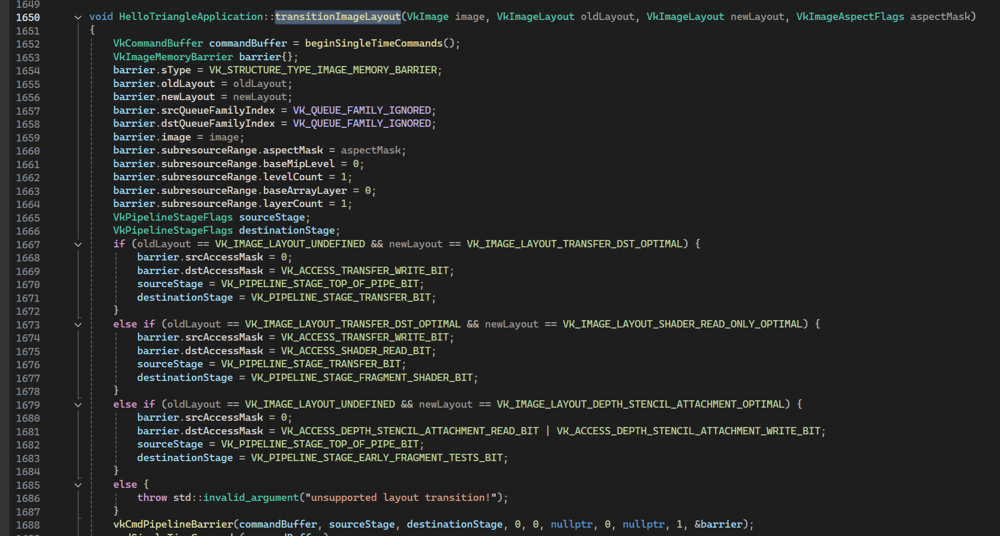 1649
1650 void HelloTriangleApplication::transitionImageLayout(VkImage image, VkImageLayout oldLayout, VkImageLayout newLayout, VkImageAspectFlags aspectMask)
1651 {
1652 VkCommandBuffer commandBuffer = beginSingleTimeCommands();
1653 VkImageMemoryBarrier barrier{};
1654 barrier.sType = VK_STRUCTURE_TYPE_IMAGE_MEMORY_BARRIER;
1655 barrier.oldLayout = oldLayout;
1656 barrier.newLayout = newLayout;
1657 barrier.srcQueueFamilyIndex = VK_QUEUE_FAMILY_IGNORED;
1658 barrier.dstQueueFamilyIndex = VK_QUEUE_FAMILY_IGNORED;
1659 barrier.image = image;
1660 barrier.subresourceRange.aspectMask = aspectMask;
1661 barrier.subresourceRange.baseMipLevel = 0;
1662 barrier.subresourceRange.levelCount = 1;
1663 barrier.subresourceRange.baseArrayLayer = 0;
1664 barrier.subresourceRange.layerCount = 1;
1665 VkPipelineStageFlags sourceStage;
1666 VkPipelineStageFlags destinationStage;
1667 if (oldLayout == VK_IMAGE_LAYOUT_UNDEFINED && newLayout == VK_IMAGE_LAYOUT_TRANSFER_DST_OPTIMAL) {
1668 barrier.srcAccessMask = 0;
1669 barrier.dstAccessMask = VK_ACCESS_TRANSFER_WRITE_BIT;
1670 sourceStage = VK_PIPELINE_STAGE_TOP_OF_PIPE_BIT;
1671 destinationStage = VK_PIPELINE_STAGE_TRANSFER_BIT;
1672 }
1673 else if (oldLayout == VK_IMAGE_LAYOUT_TRANSFER_DST_OPTIMAL && newLayout == VK_IMAGE_LAYOUT_SHADER_READ_ONLY_OPTIMAL) {
1674 barrier.srcAccessMask = VK_ACCESS_TRANSFER_WRITE_BIT;
1675 barrier.dstAccessMask = VK_ACCESS_SHADER_READ_BIT;
1676 sourceStage = VK_PIPELINE_STAGE_TRANSFER_BIT;
1677 destinationStage = VK_PIPELINE_STAGE_FRAGMENT_SHADER_BIT;
1678 }
1679 else if (oldLayout == VK_IMAGE_LAYOUT_UNDEFINED && newLayout == VK_IMAGE_LAYOUT_DEPTH_STENCIL_ATTACHMENT_OPTIMAL) {
1680 barrier.srcAccessMask = 0;
1681 barrier.dstAccessMask = VK_ACCESS_DEPTH_STENCIL_ATTACHMENT_READ_BIT | VK_ACCESS_DEPTH_STENCIL_ATTACHMENT_WRITE_BIT;
1682 sourceStage = VK_PIPELINE_STAGE_TOP_OF_PIPE_BIT;
1683 destinationStage = VK_PIPELINE_STAGE_EARLY_FRAGMENT_TESTS_BIT;
1684 }
1685 else {
1686 throw std::invalid_argument("unsupported layout transition!");
1687 }
1688 vkCmdPipelineBarrier(commandBuffer, sourceStage, destinationStage, 0, 0, nullptr, 0, nullptr, 1, &barrier);